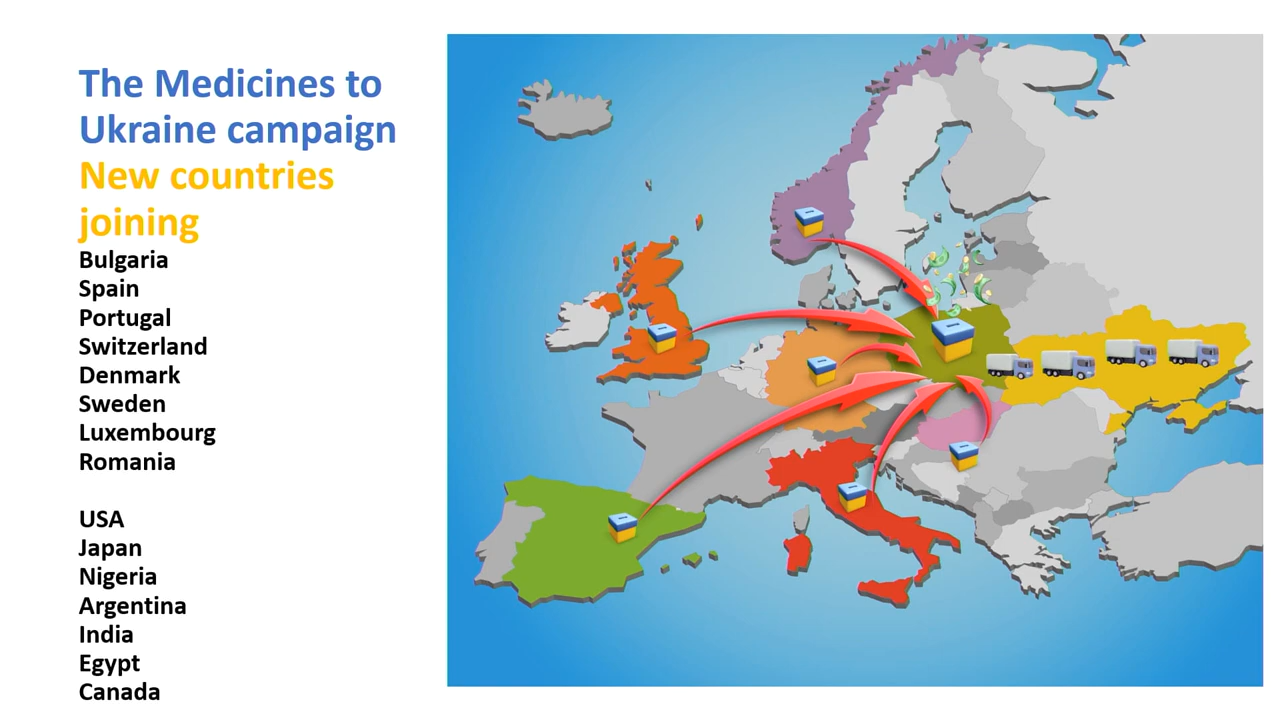 The Medicines to
Ukraine campaign
New countries
joining
Bulgaria
Spain
Portugal
Switzerland
Denmark
Sweden
Luxembourg
Romania
USA
Japan
Nigeria
Argentina
India
Egypt
Canada